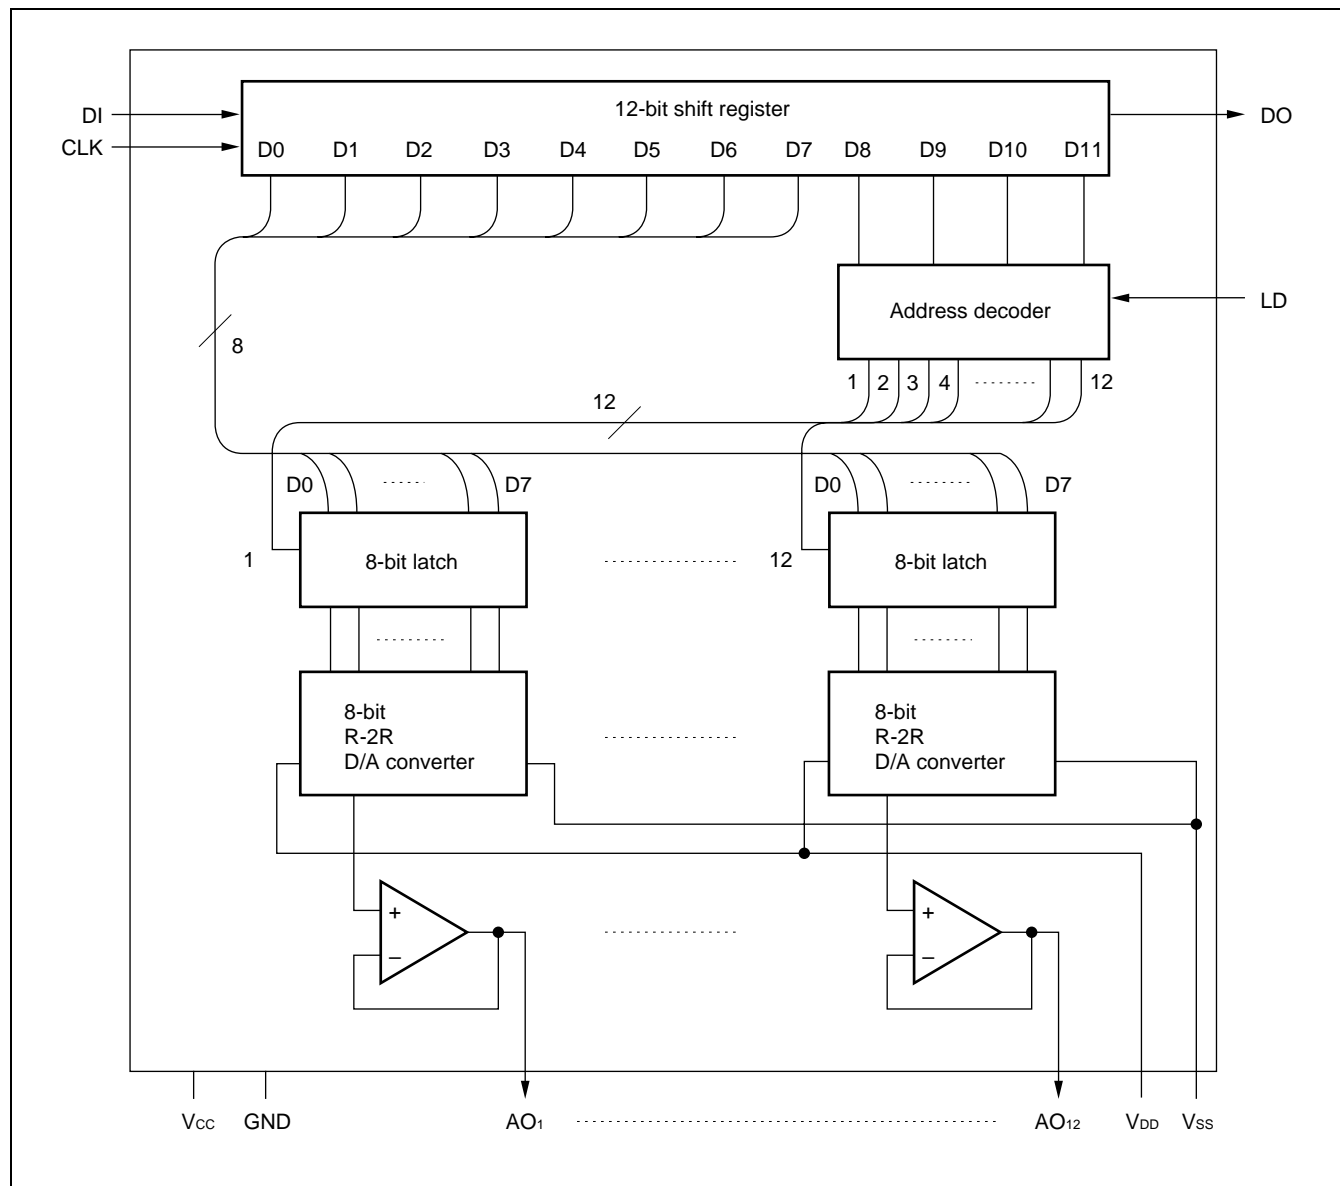 12-bit shift register
DI
DO
CLK
D0 D1 D2 D3 D4 D5 D6 D7 D8 D9 D10 D11
LD
Address decoder
8
1 2 3 4 12
12
D0 D7 D0 D7
1 8-bit latch 12 8-bit latch
8-bit
R-2R
D/A converter
8-bit
R-2R
D/A converter
+ +
– –
VCC GND AO1 AO12 VDD VSS